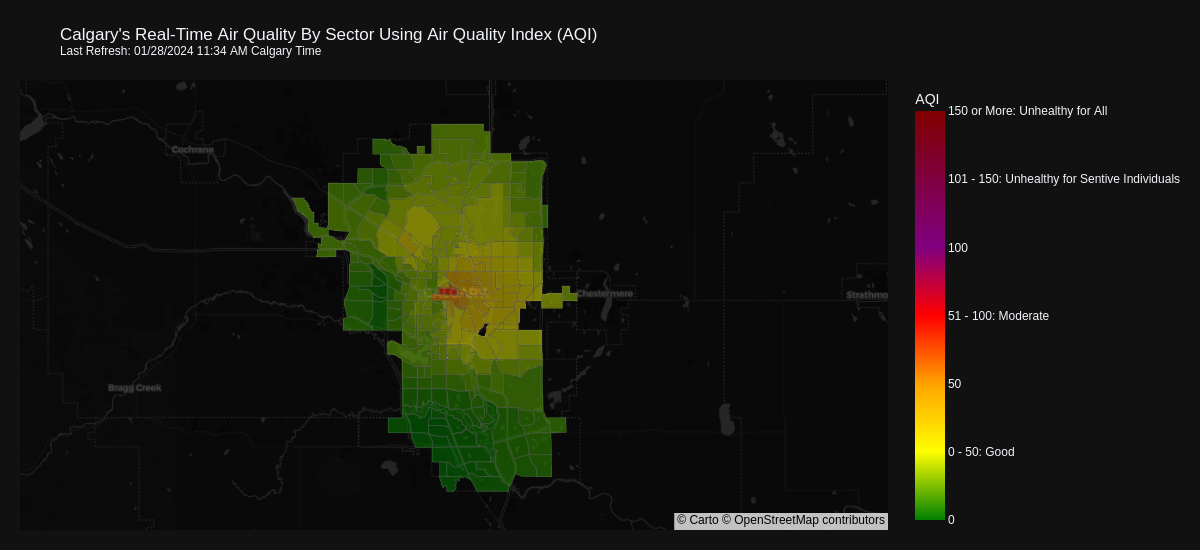 Calgary's Real-Time Air Quality By Sector Using Air Quality Index (AQI)
Last Refresh: 01/28/2024 11:34 AM Calgary Time
AQI
150 or More: Unhealthy for All
Cochrane
101 - 150: Unhealthy for Sentive Individuals
100
Chestermere
Strathmo
51 - 100: Moderate
50
Bragg Creek
0 - 50: Good
© Carto © OpenStreetMap contributors
0